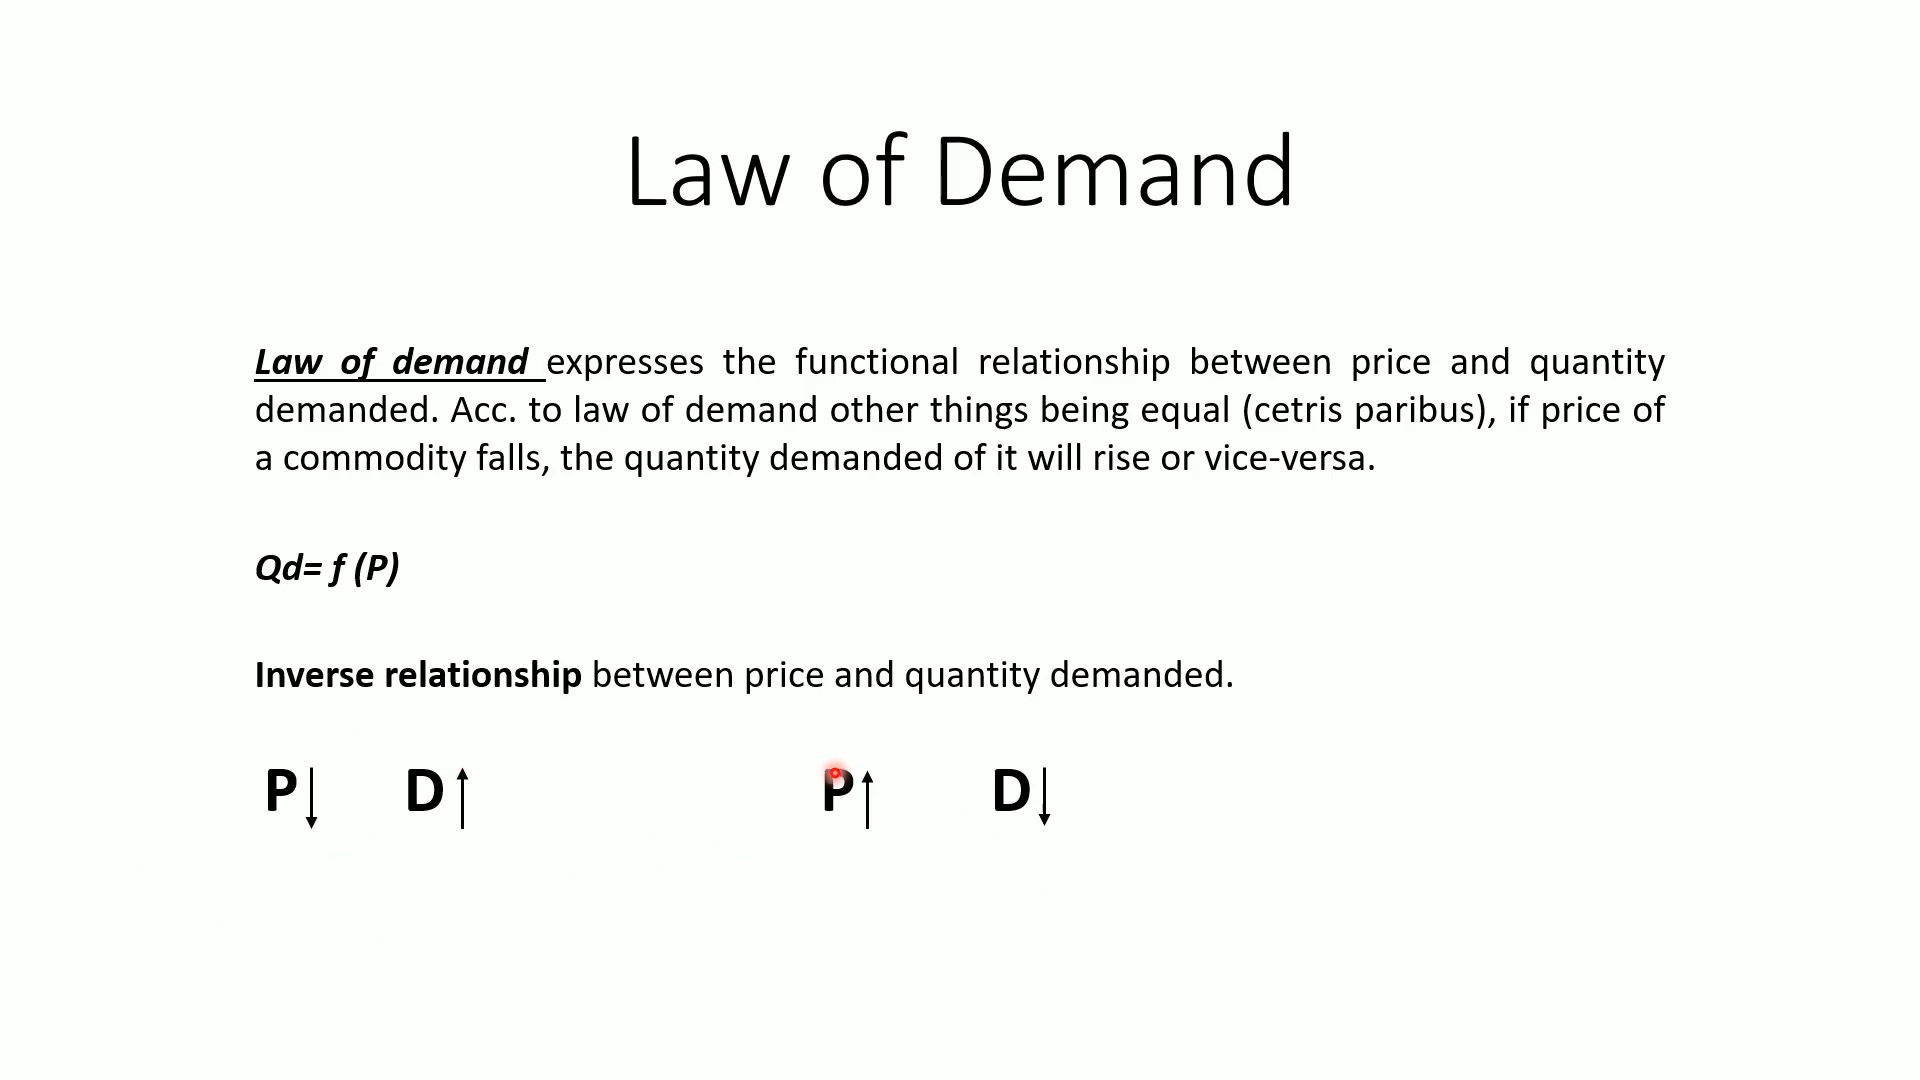 Law of Demand
Law of demand expresses the functional relationship between price and quantity
demanded. Acc. to law of demand other things being equal (cetris paribus), if price of
a commodity falls, the quantity demanded of it will rise or vice-versa.
Qd= f (P)
Inverse relationship between price and quantity demanded.
P↓ D↑ P↑ D↓